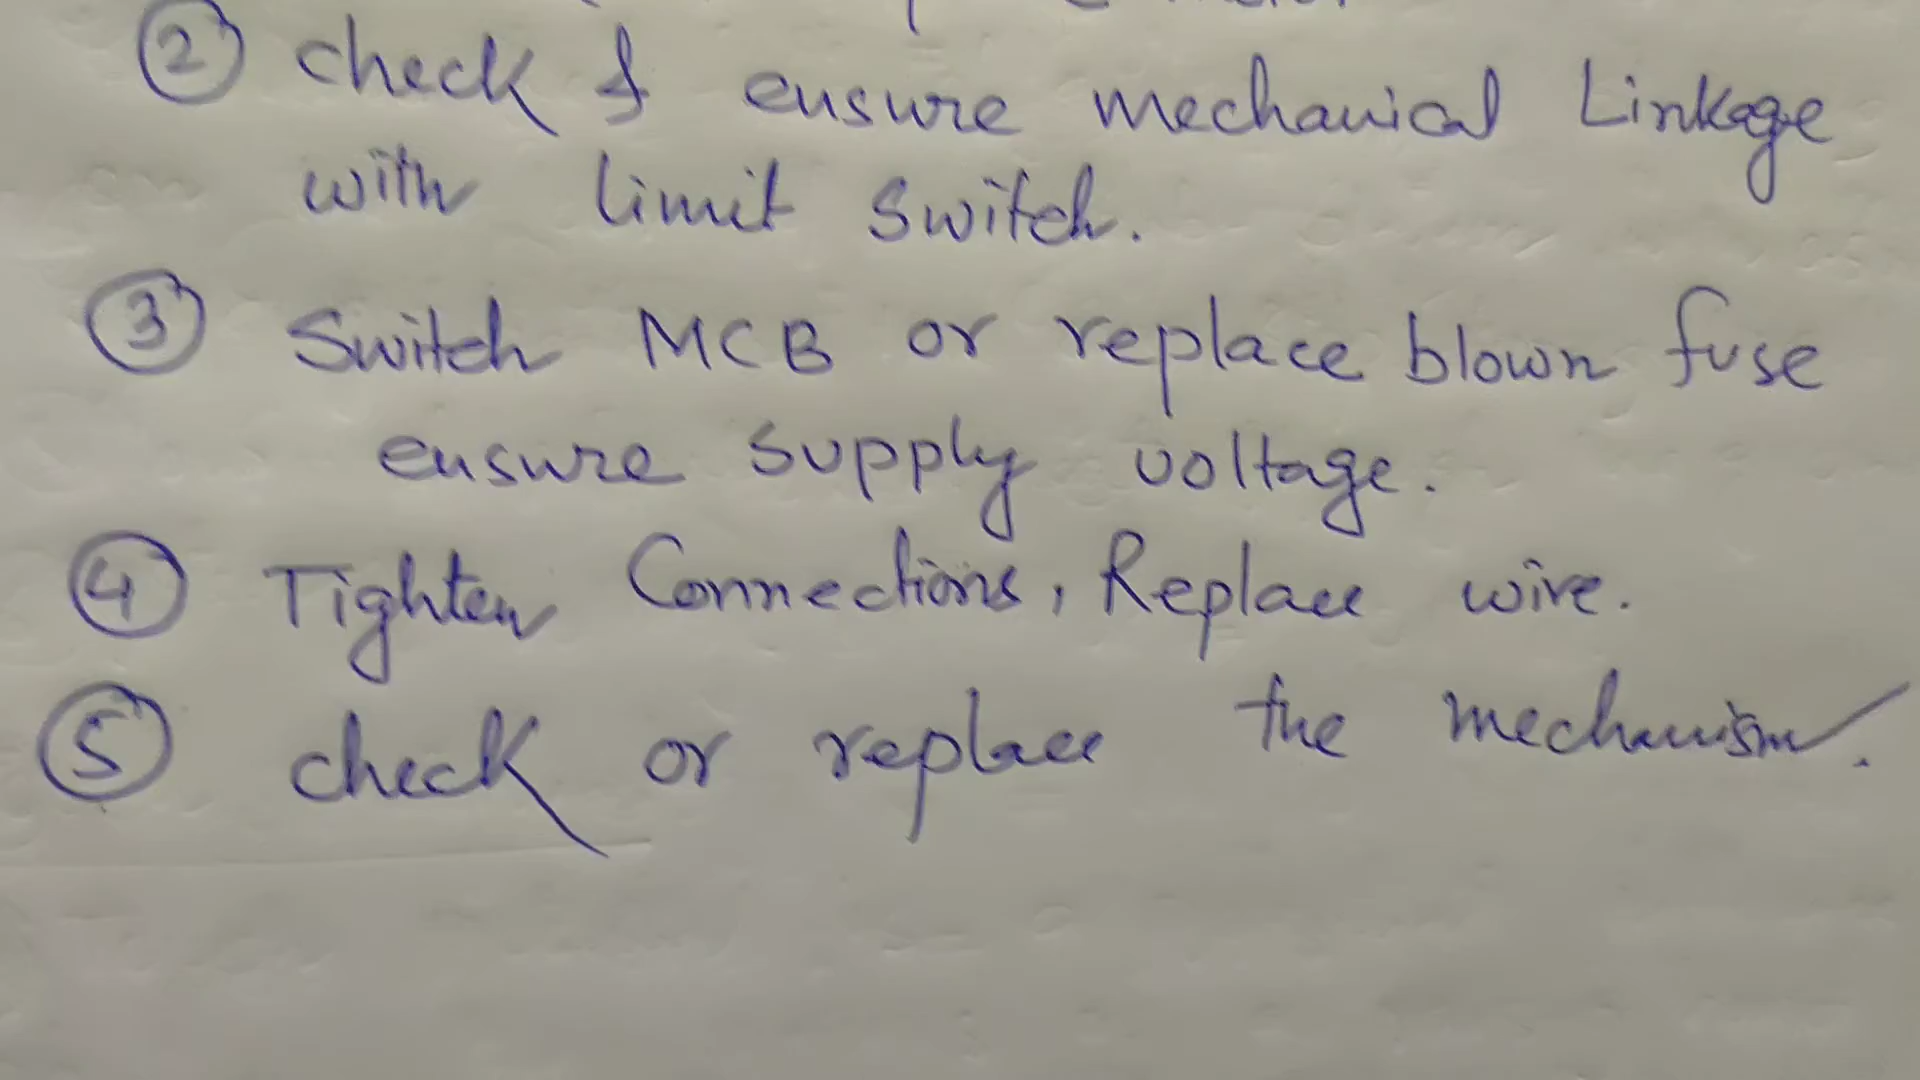 ② check & ensure mechanical Linkage
with limit switch.
③ Switch MCB or replace blown fuse
ensure supply voltage.
④ Tighten Connections, Replace wire.
⑤ check or replace the mechanism.